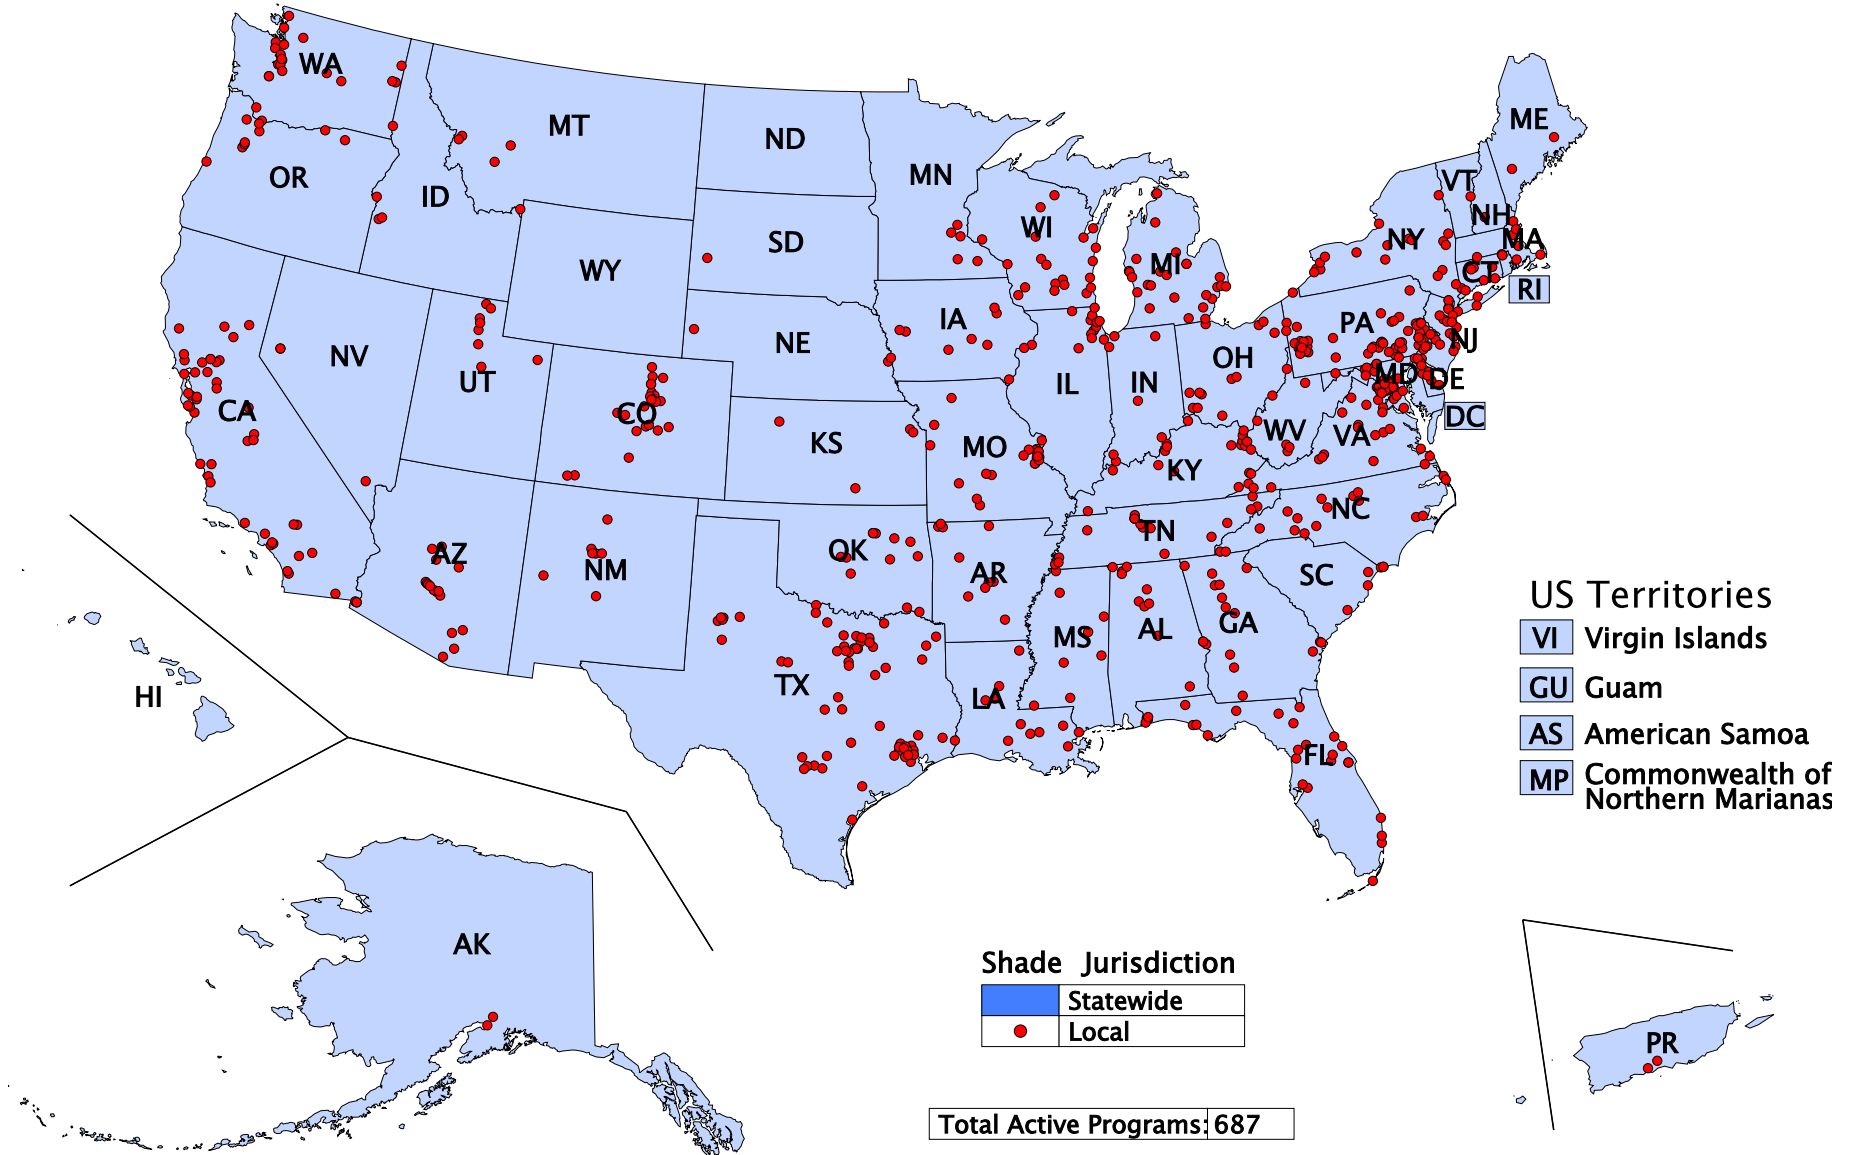 WA
MT
ND
MN
ME
OR
ID
WI
VT
NH
SD
NY
MA
WY
MI
CT
RI
IA
PA
NJ
NV
NE
OH
MD
DE
UT
IL
IN
CA
CO
DC
KS
MO
WV
VA
KY
NC
TN
AZ
OK
NM
AR
SC
US Territories
MS
AL
GA
VI Virgin Islands
HI
TX
LA
GU Guam
AS American Samoa
FL
MP Commonwealth of
Northern Marianas
AK
Shade Jurisdiction
Statewide
Local
PR
Total Active Programs: 687